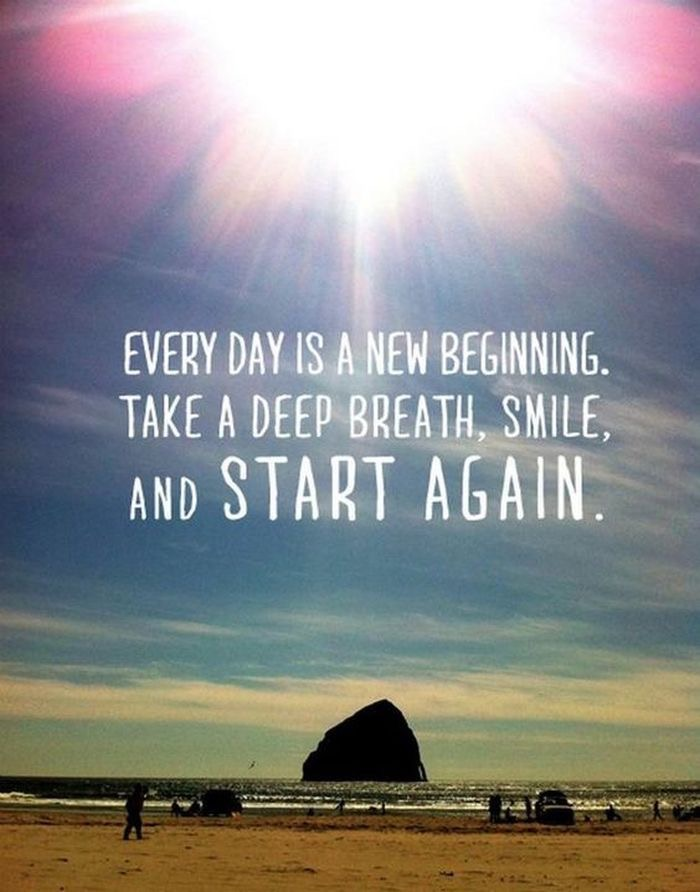 EVERY DAY IS A NEW BEGINNING.
TAKE A DEEP BREATH, SMILE,
AND START AGAIN.